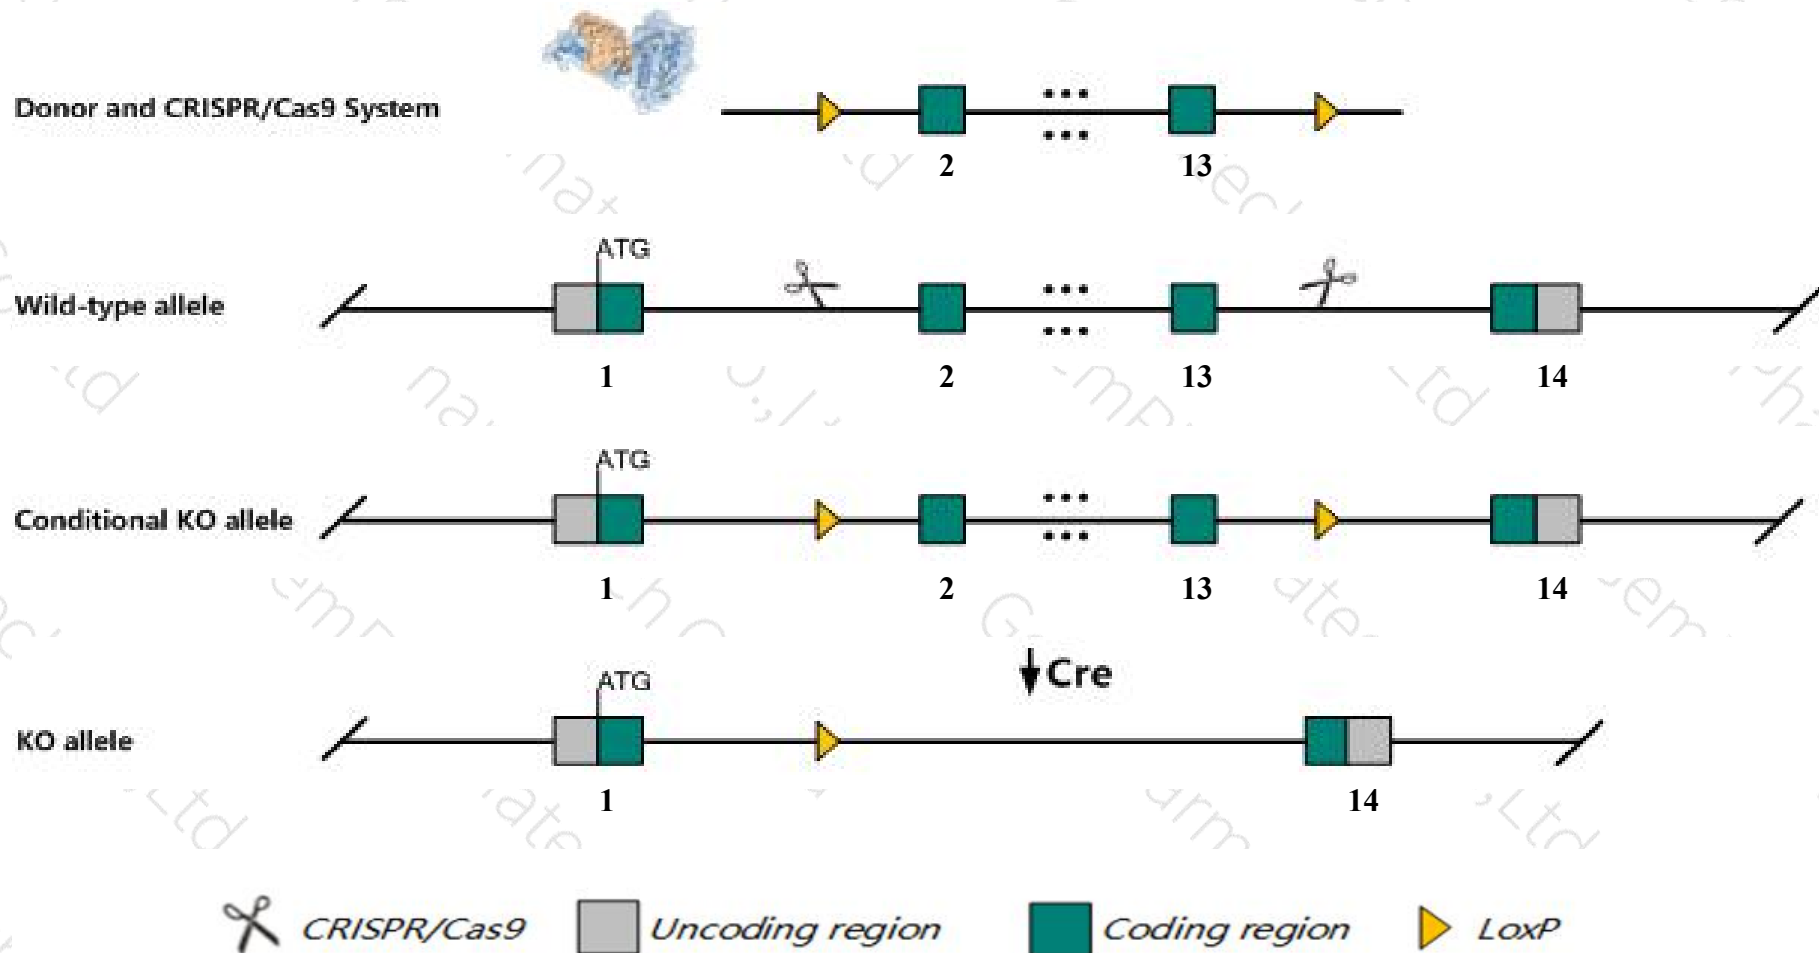 Donor and CRISPR/Cas9 System
2 13
ATG
Wild-type allele
1 2 13 14
ATG
Conditional KO allele
1 2 13 14
Cre
ATG
KO allele
1 14
CRISPR/Cas9 Uncoding region Coding region LoxP